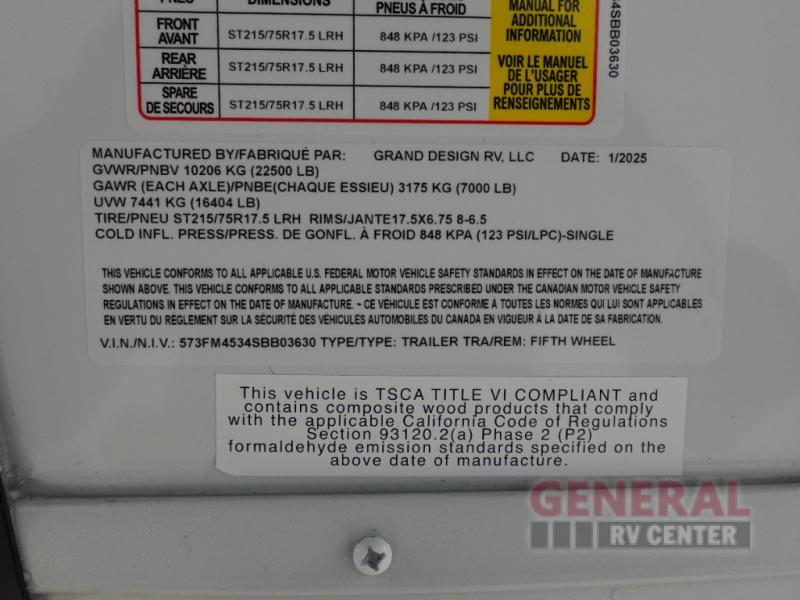 DIMENSIONS
PNEUS À FROID
MANUAL FOR
ADDITIONAL
INFORMATION
FRONT
AVANT
ST215/75R17.5 LRH
848 KPA /123 PSI
REAR
ARRIÈRE
ST215/75R17.5 LRH
848 KPA /123 PSI
SPARE
DE SECOURS
ST215/75R17.5 LRH
848 KPA /123 PSI
VOIR LE MANUEL
DE L'USAGER
POUR PLUS DE
RENSEIGNEMENTS
4SBB03630
MANUFACTURED BY/FABRIQUÉ PAR: GRAND DESIGN RV, LLC DATE: 1/2025
GVWR/PNBV 10206 KG (22500 LB)
GAWR (EACH AXLE)/PNBE(CHAQUE ESSIEU) 3175 KG (7000 LB)
UVW 7441 KG (16404 LB)
TIRE/PNEU ST215/75R17.5 LRH RIMS/JANTE17.5X6.75 8-6.5
COLD INFL. PRESS/PRESS. DE GONFL. À FROID 848 KPA (123 PSI/LPC)-SINGLE
THIS VEHICLE CONFORMS TO ALL APPLICABLE U.S. FEDERAL MOTOR VEHICLE SAFETY STANDARDS IN EFFECT ON THE DATE OF MANUFACTURE
SHOWN ABOVE. THIS VEHICLE CONFORMS TO ALL APPLICABLE STANDARDS PRESCRIBED UNDER THE CANADIAN MOTOR VEHICLE SAFETY
REGULATIONS IN EFFECT ON THE DATE OF MANUFACTURE. ~ CE VÉHICULE EST CONFORME À TOUTES LES NORMES QUI LUI SONT APPLICABLES
EN VERTU DU REGLEMENT SUR LA SÉCURITÉ DES VÉHICULES AUTOMOBILES DU CANADA EN VIGUEUR À LA DATE DE SA FABRICATION.
V.I.N./N.I.V.: 573FM4534SBB03630 TYPE/TYPE: TRAILER TRA/REM: FIFTH WHEEL
This vehicle is TSCA TITLE VI COMPLIANT and
contains composite wood products that comply
with the applicable California Code of Regulations
Section 93120.2(a) Phase 2 (P2)
formaldehyde emission standards specified on the
above date of manufacture.
GENERAL
RV CENTER